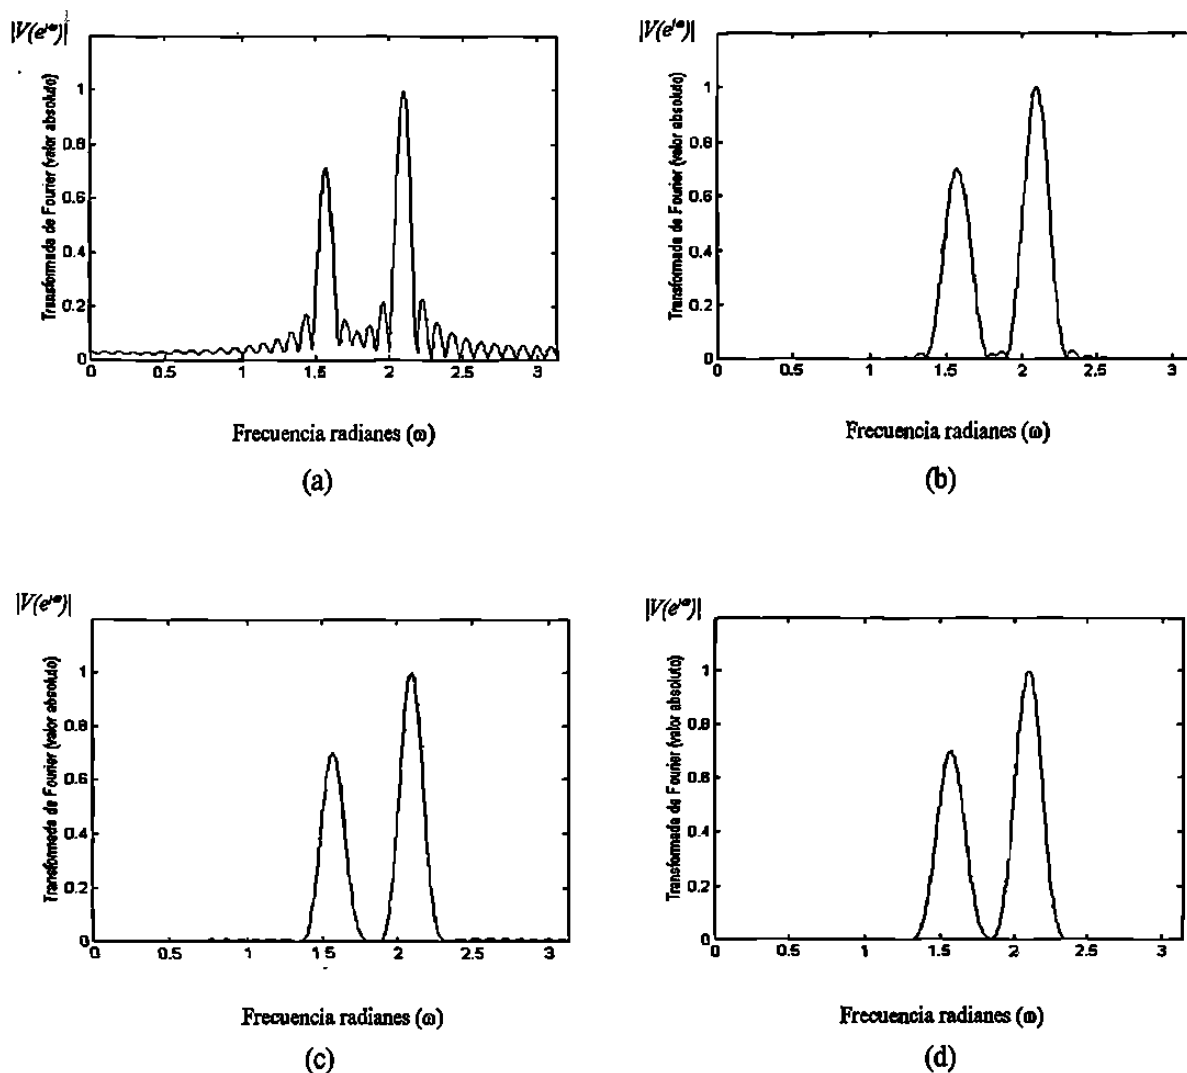 |V(e^jω)|
Transformada de Fourier (valor absoluto)
1
0.8
0.6
0.4
0.2
0
0 0.5 1 1.5 2 2.5 3
Frecuencia radianes (ω)
(a)
|V(e^jω)|
Transformada de Fourier (valor absoluto)
1
0.8
0.6
0.4
0.2
0
0 0.5 1 1.5 2 2.5 3
Frecuencia radianes (ω)
(b)
|V(e^jω)|
Transformada de Fourier (valor absoluto)
1
0.8
0.6
0.4
0.2
0
0 0.5 1 1.5 2 2.5 3
Frecuencia radianes (ω)
(c)
|V(e^jω)|
Transformada de Fourier (valor absoluto)
1
0.8
0.6
0.4
0.2
0
0 0.5 1 1.5 2 2.5 3
Frecuencia radianes (ω)
(d)